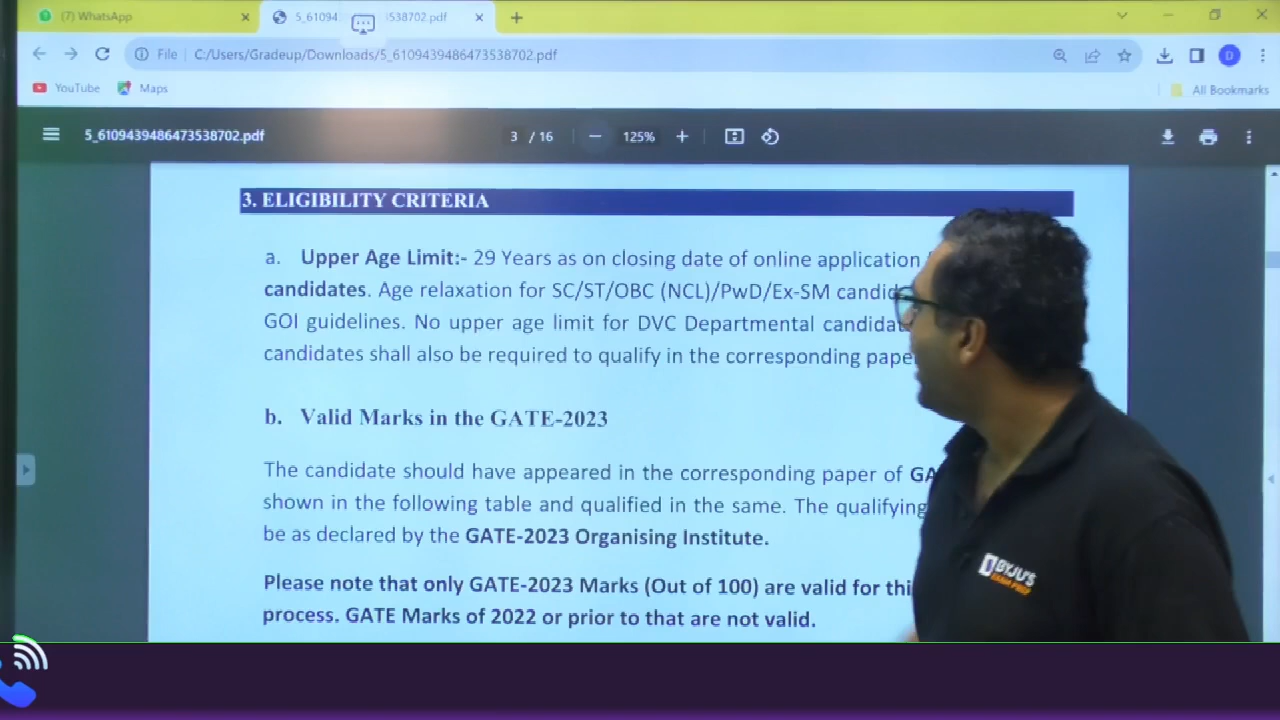 (7) WhatsApp
5_6109 538702.pdf
File C:/Users/Gradeup/Downloads/5_6109439486473538702.pdf
D
YouTube Maps All Bookmarks
5_6109439486473538702.pdf 3 / 16 125%
3. ELIGIBILITY CRITERIA
a. Upper Age Limit:- 29 Years as on closing date of online application
candidates. Age relaxation for SC/ST/OBC (NCL)/PwD/Ex-SM
GOI guidelines. No upper age limit for DVC Departmental
candidates shall also be required to qualify in the corresponding
b. Valid Marks in the GATE-2023
The candidate should have appeared in the corresponding paper of
shown in the following table and qualified in the same. The qualifying
be as declared by the GATE-2023 Organising Institute.
Please note that only GATE-2023 Marks (Out of 100) are valid for
process. GATE Marks of 2022 or prior to that are not valid.
BYJU'S
EXAM PREP